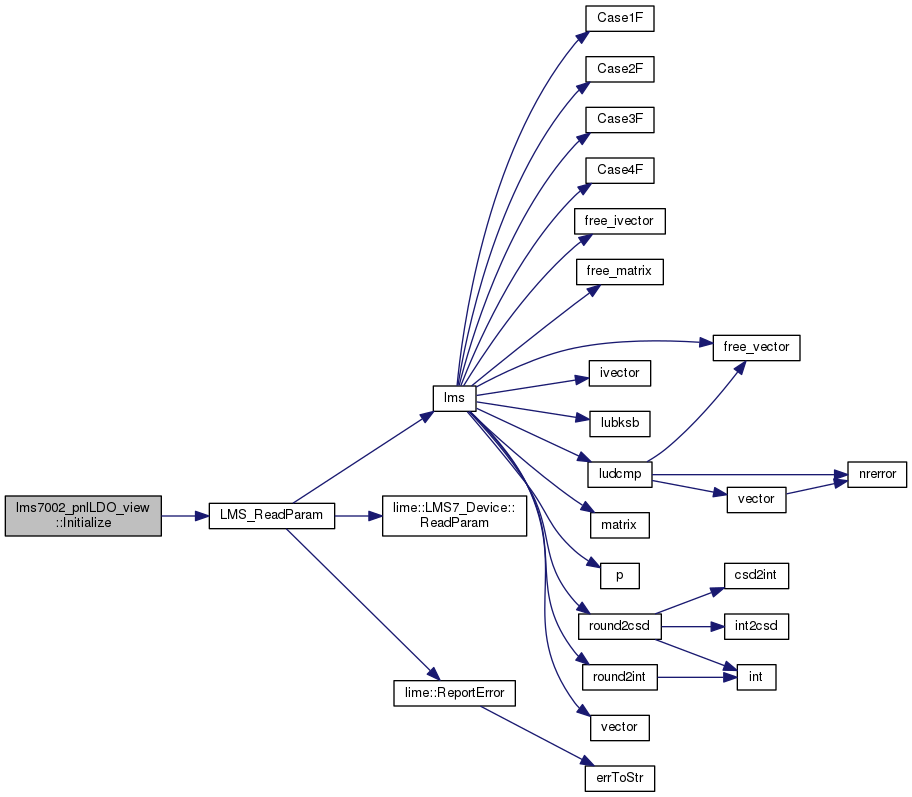 Case1F
Case2F
Case3F
Case4F
free_ivector
free_matrix
free_vector
ivector
lms
lubksb
ludcmp
nrerror
vector
lms7002_pnlLDO_view
::Initialize
LMS_ReadParam
lime::LMS7_Device::
ReadParam
matrix
p
csd2int
round2csd
int2csd
round2int
int
lime::ReportError
vector
errToStr